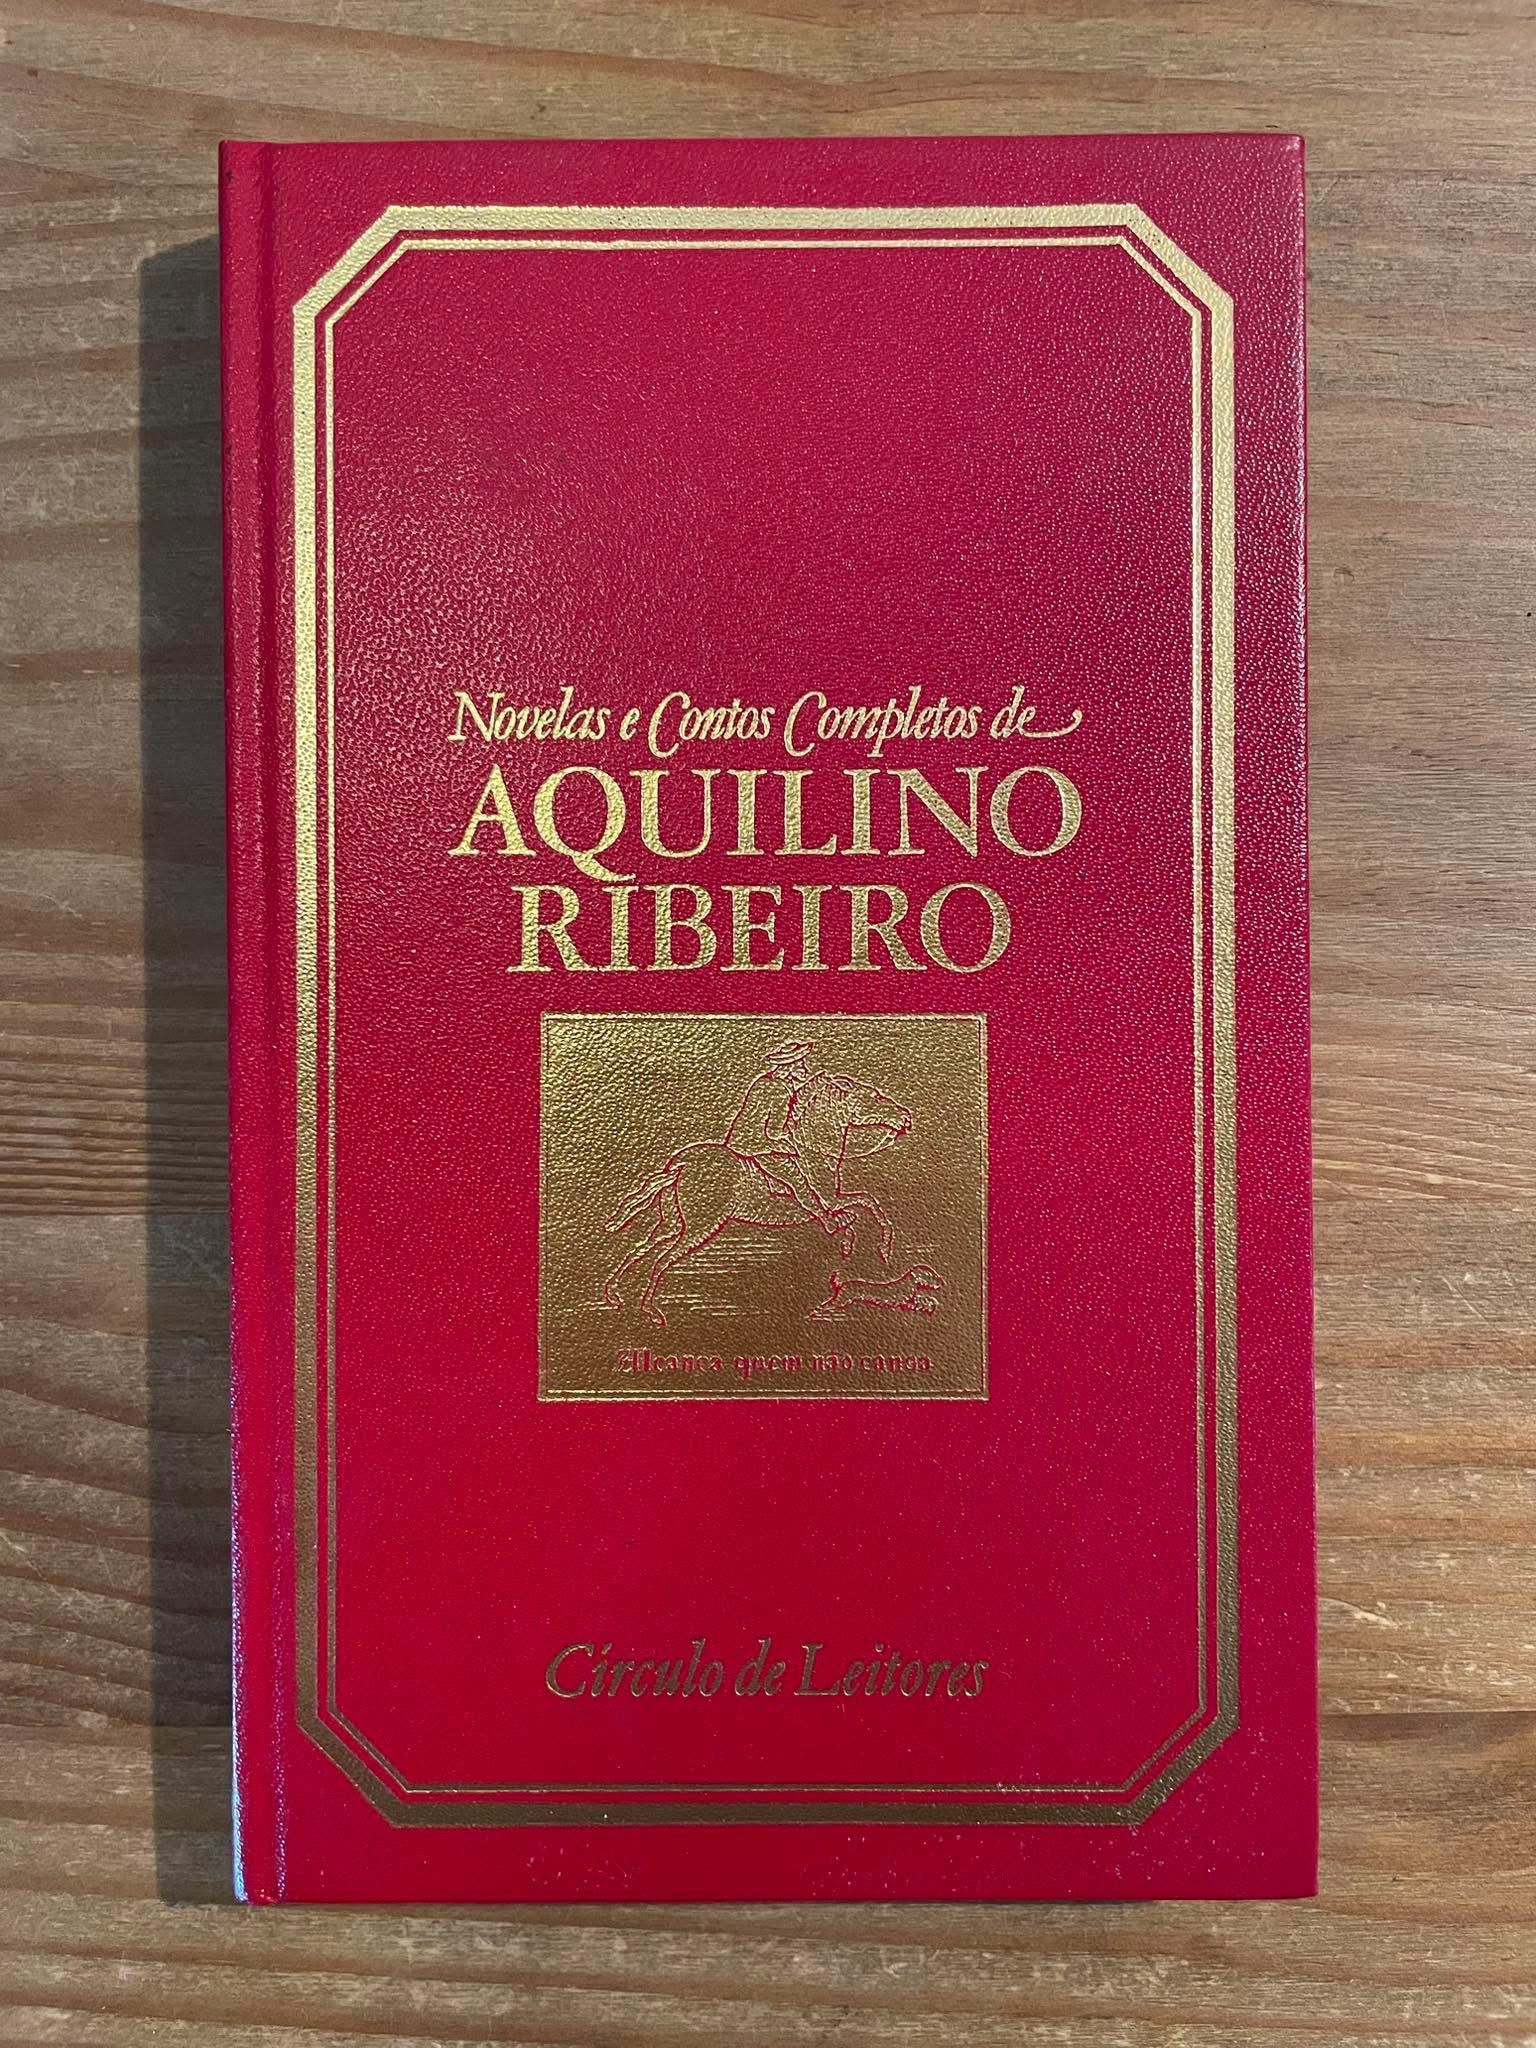 Novelas e Contos Completos de
AQUILINO
RIBEIRO
Alcança quem não cansa
Círculo de Leitores